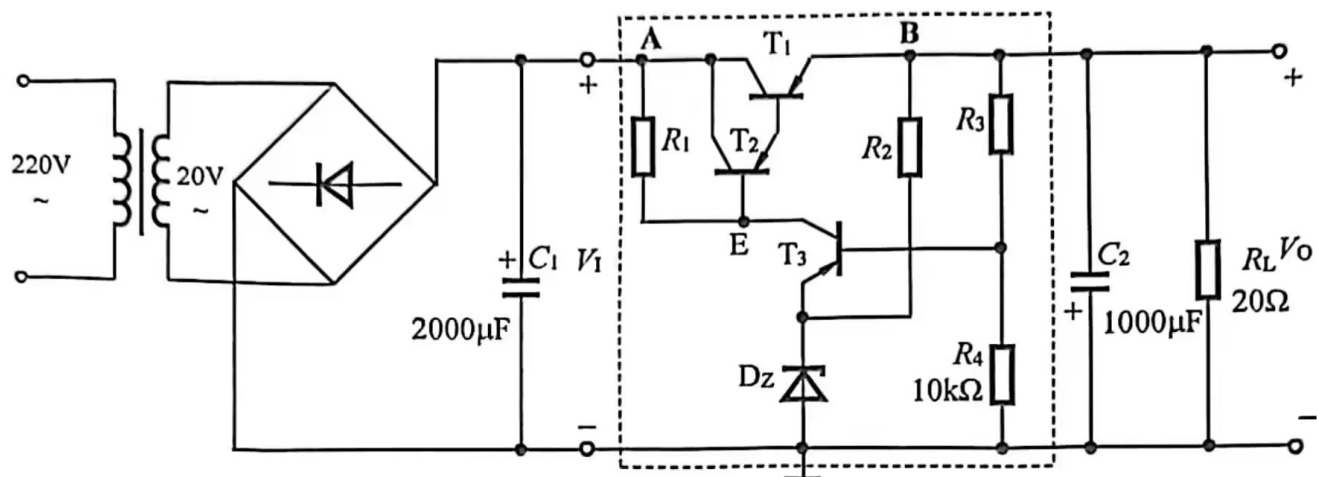 220V
~
20V
~
+
C1
2000μF
+
VI
−
A
R1
T1
T2
E
T3
B
R2
R3
DZ
R4
10kΩ
C2
+
1000μF
RL
20Ω
+
VO
−